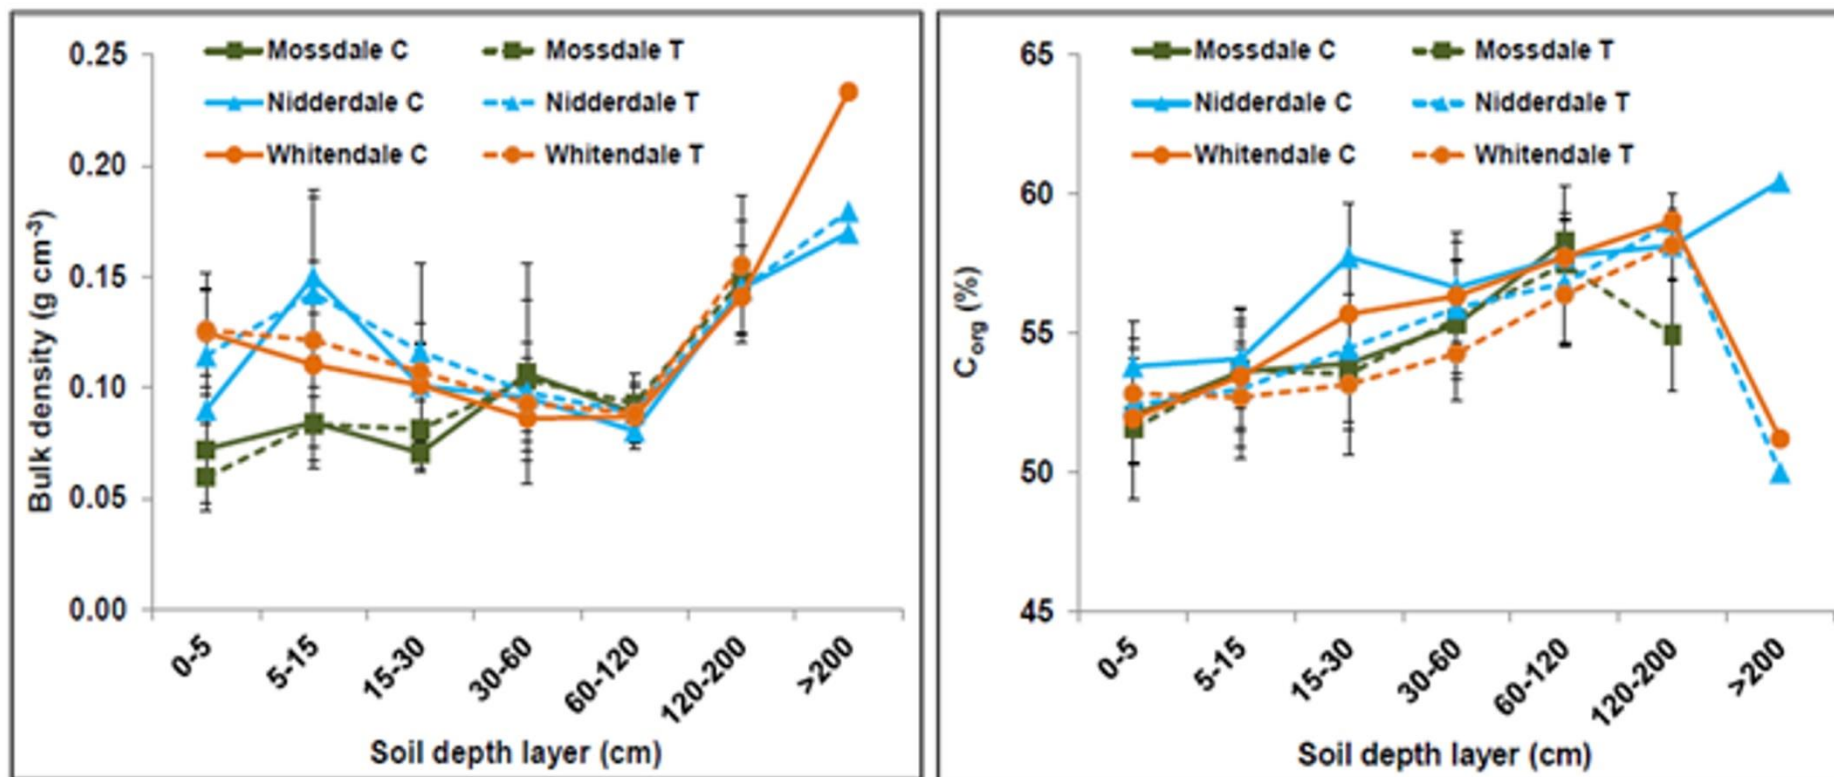 Mossdale C Mossdale T
Nidderdale C Nidderdale T
Whitendale C Whitendale T
0.25
0.20
0.15
0.10
0.05
0.00
Bulk density (g cm⁻³)
0-5 5-15 15-30 30-60 60-120 120-200 >200
Soil depth layer (cm)
Mossdale C Mossdale T
Nidderdale C Nidderdale T
Whitendale C Whitendale T
65
60
55
50
45
Corg (%)
0-5 5-15 15-30 30-60 60-120 120-200 >200
Soil depth layer (cm)